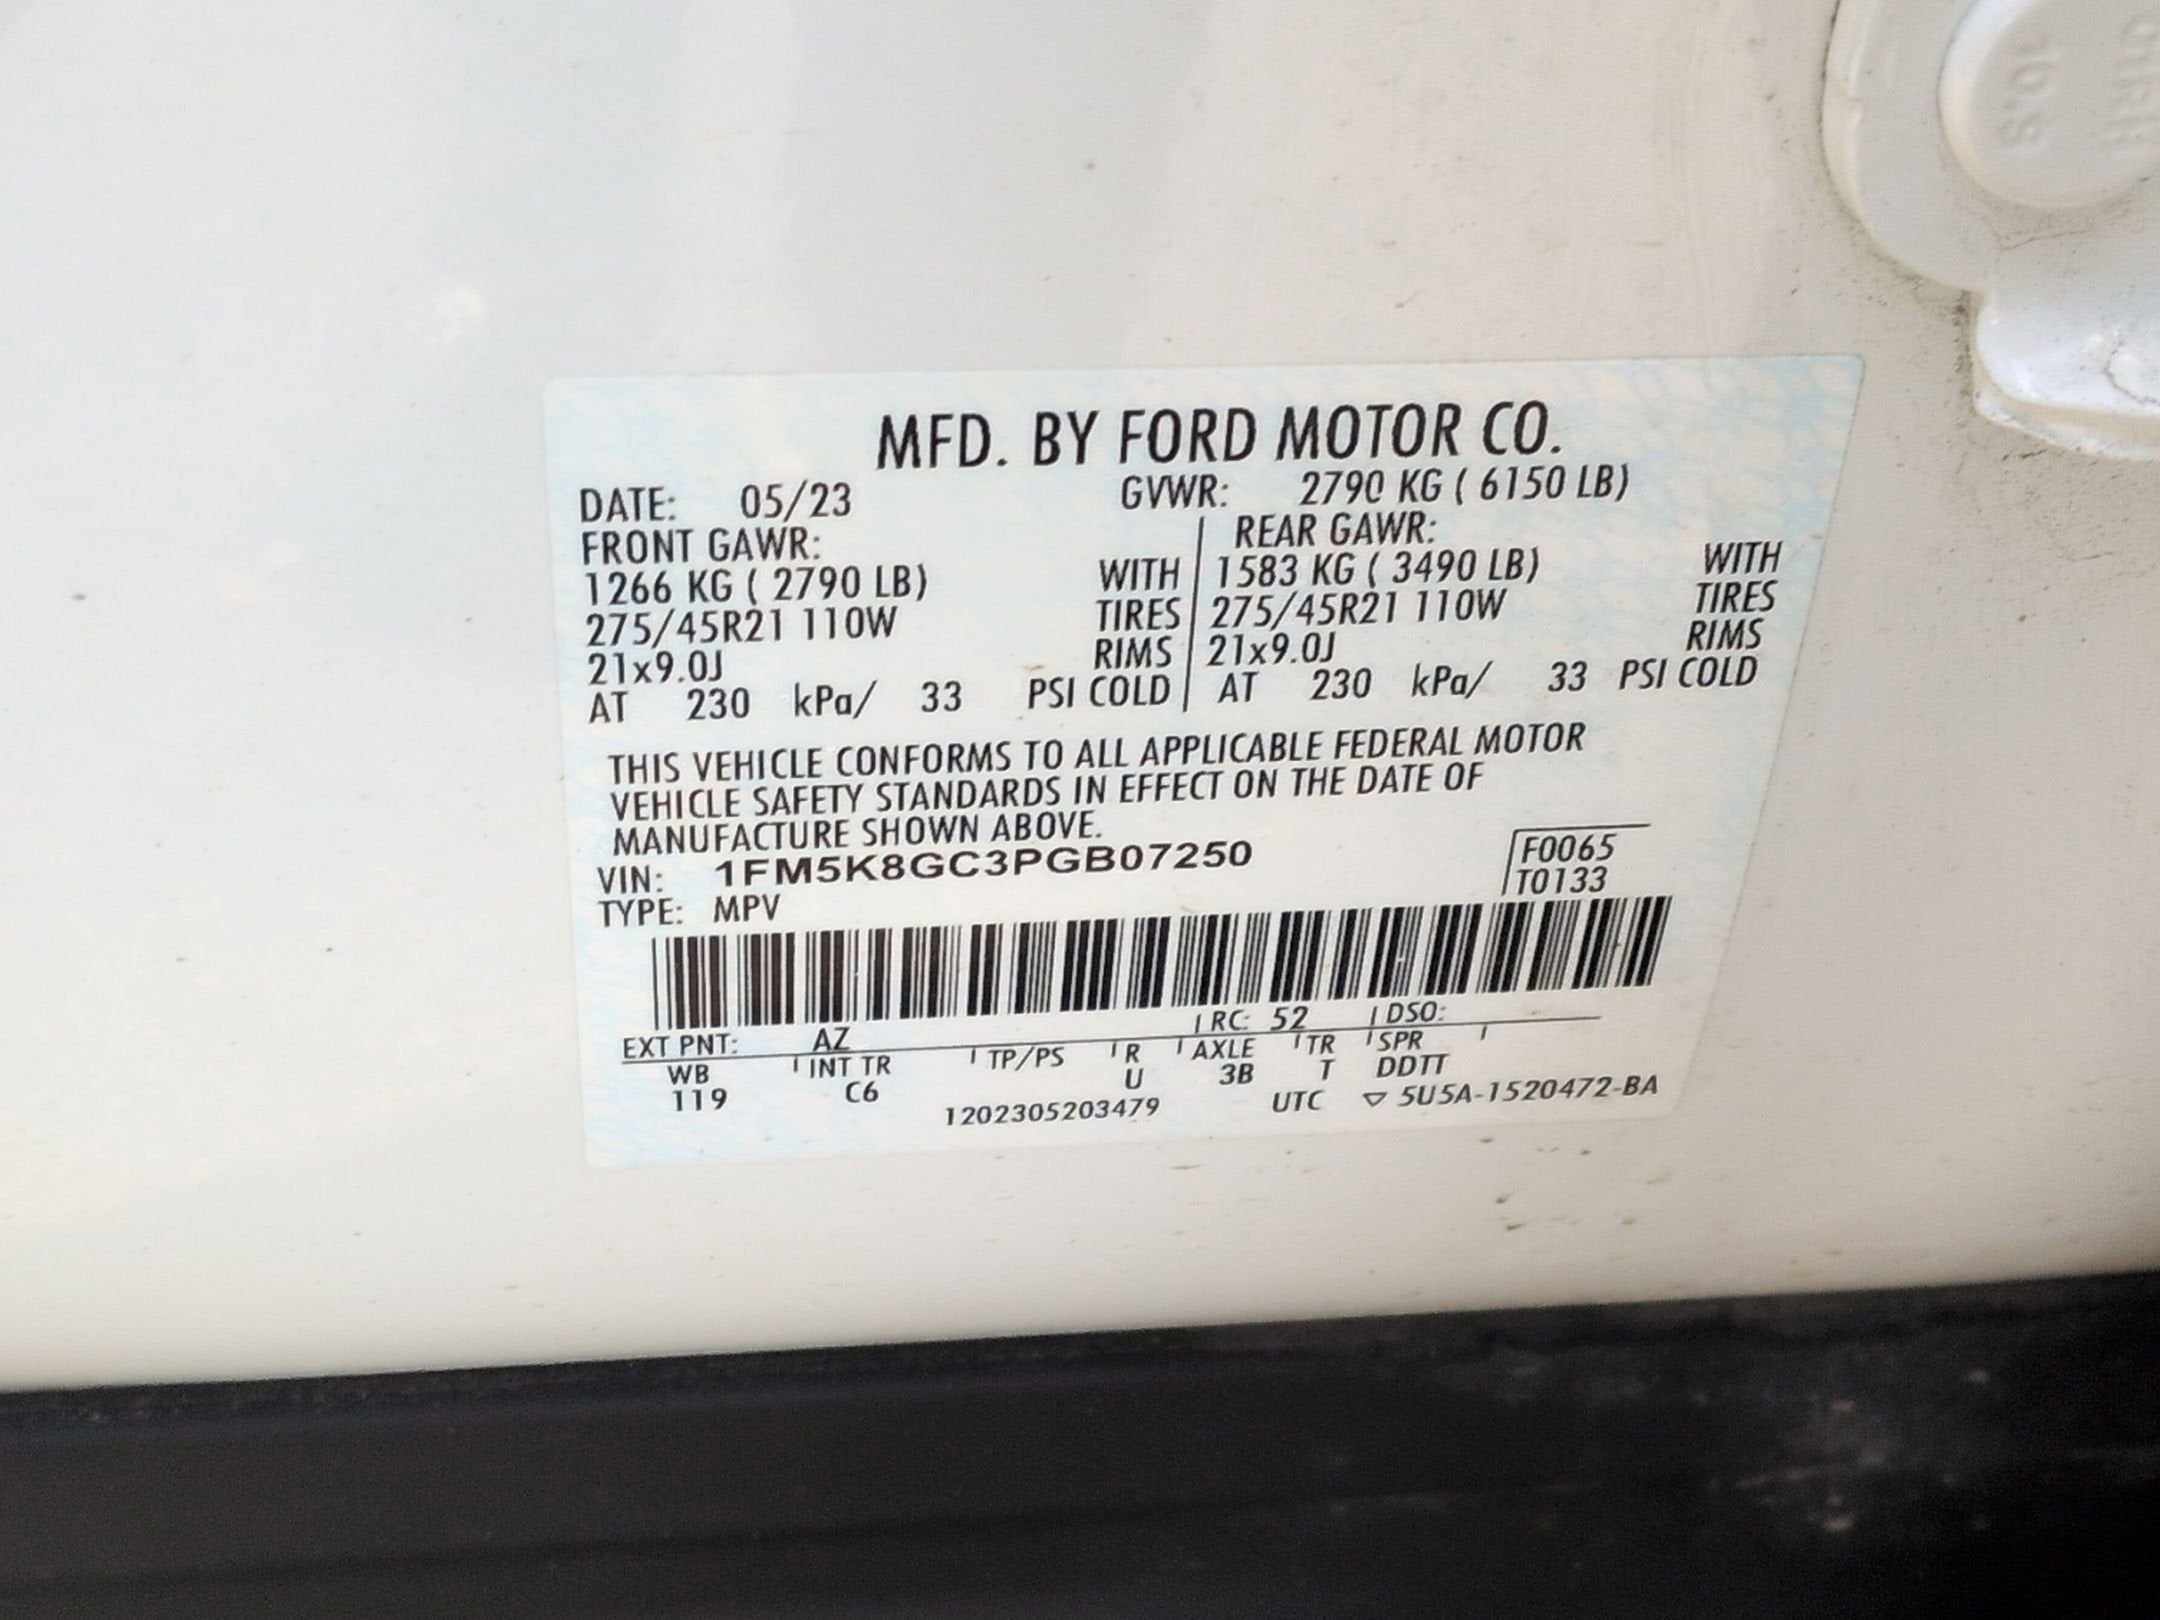 10.9
MFD. BY FORD MOTOR CO.
DATE: 05/23 GVWR: 2790 KG ( 6150 LB)
FRONT GAWR: REAR GAWR:
1266 KG ( 2790 LB) WITH 1583 KG ( 3490 LB) WITH
275/45R21 110W TIRES 275/45R21 110W TIRES
21x9.0J RIMS 21x9.0J RIMS
AT 230 kPa/ 33 PSI COLD AT 230 kPa/ 33 PSI COLD
THIS VEHICLE CONFORMS TO ALL APPLICABLE FEDERAL MOTOR
VEHICLE SAFETY STANDARDS IN EFFECT ON THE DATE OF
MANUFACTURE SHOWN ABOVE.
VIN: 1FM5K8GC3PGB07250 F0065
TYPE: MPV T0133
EXT PNT: AZ RC: 52 DSO:
WB INT TR TP/PS R AXLE TR SPR
119 C6 U 3B T DDTT
1202305203479 UTC ▽ 5U5A-1520472-BA